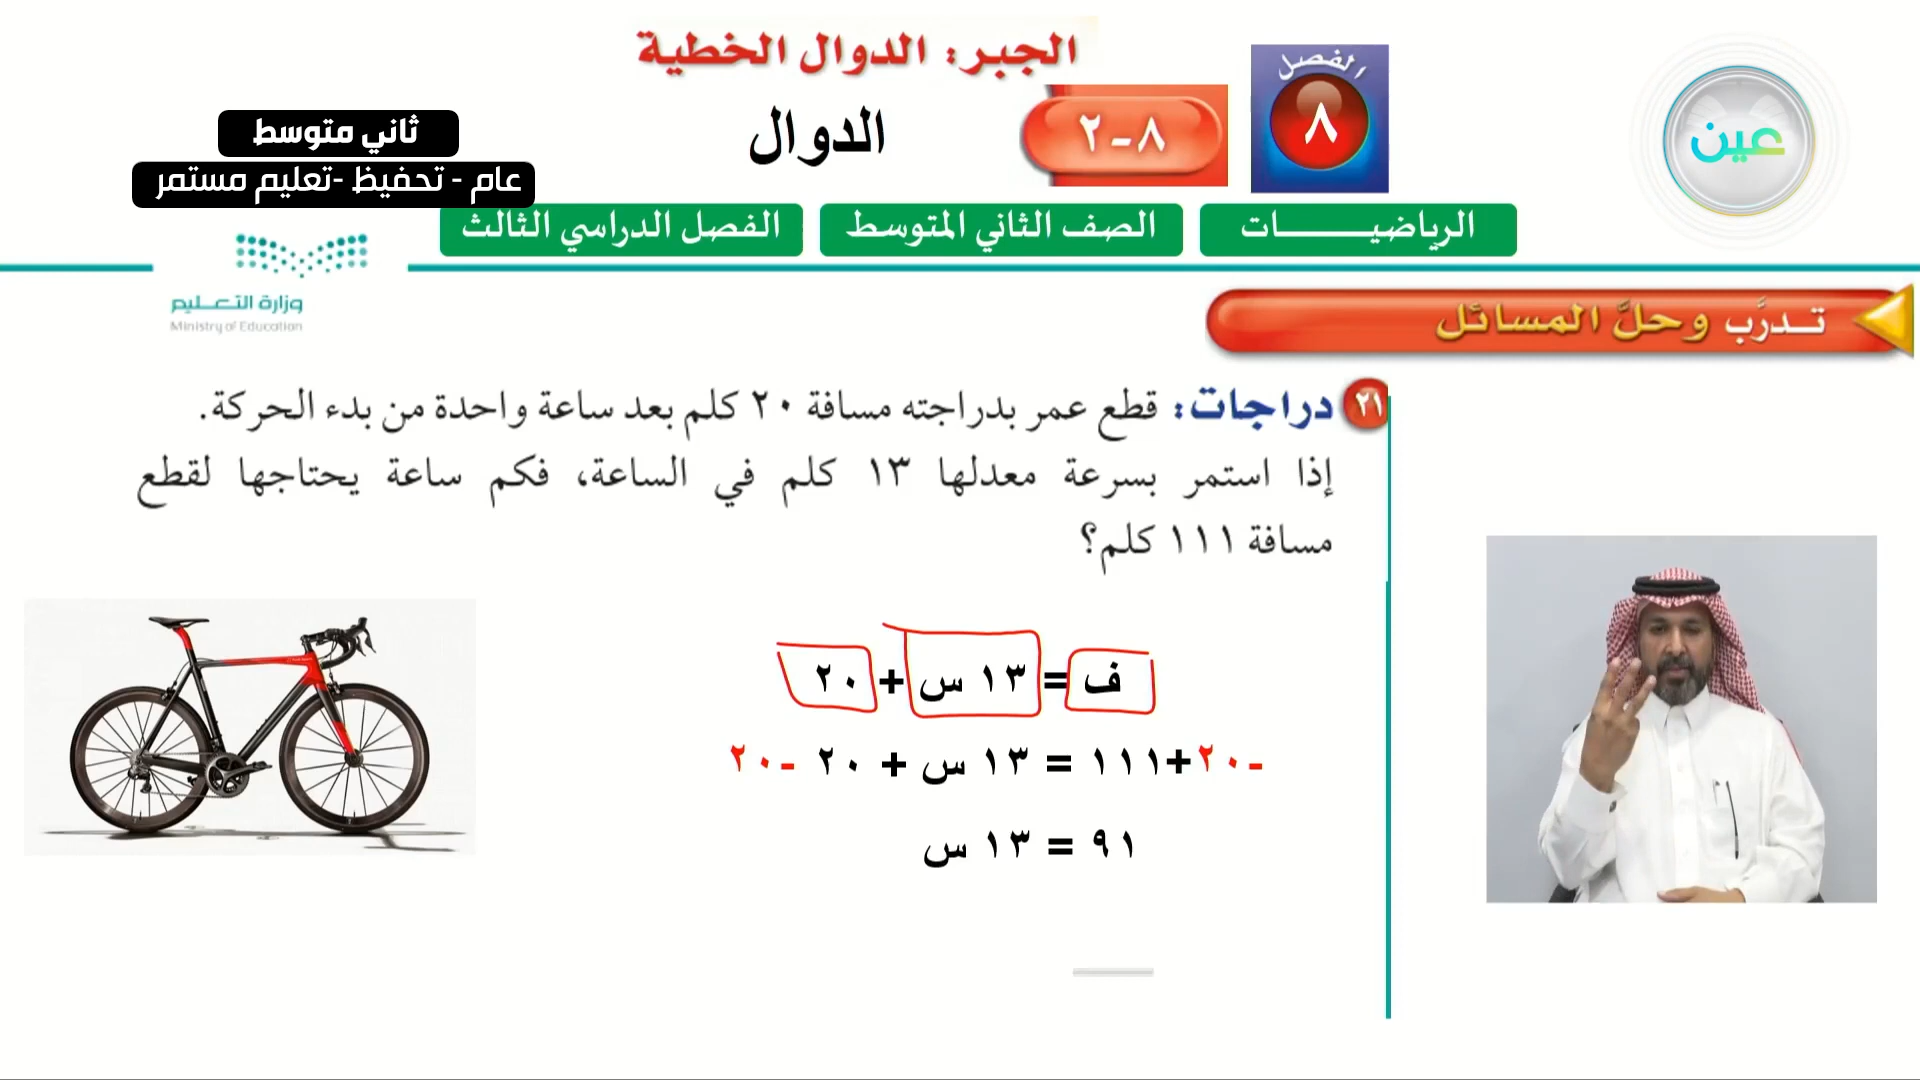 الجبر: الدوال الخطية
الفصل
٨
٨-٢
الدوال
عين
ثاني متوسط
عام - تحفيظ -تعليم مستمر
الرياضيـــــــــات
الصف الثاني المتوسط
الفصل الدراسي الثالث
وزارة التعـــليم
Ministry of Education
تـدرَّب وحلَّ المسائل
٢١ دراجات: قطع عمر بدراجته مسافة ٢٠ كلم بعد ساعة واحدة من بدء الحركة.
إذا استمر بسرعة معدلها ١٣ كلم في الساعة، فكم ساعة يحتاجها لقطع
مسافة ١١١ كلم؟
ف = ١٣ س + ٢٠
-٢٠+١١١ = ١٣ س + ٢٠ -٢٠
٩١ = ١٣ س